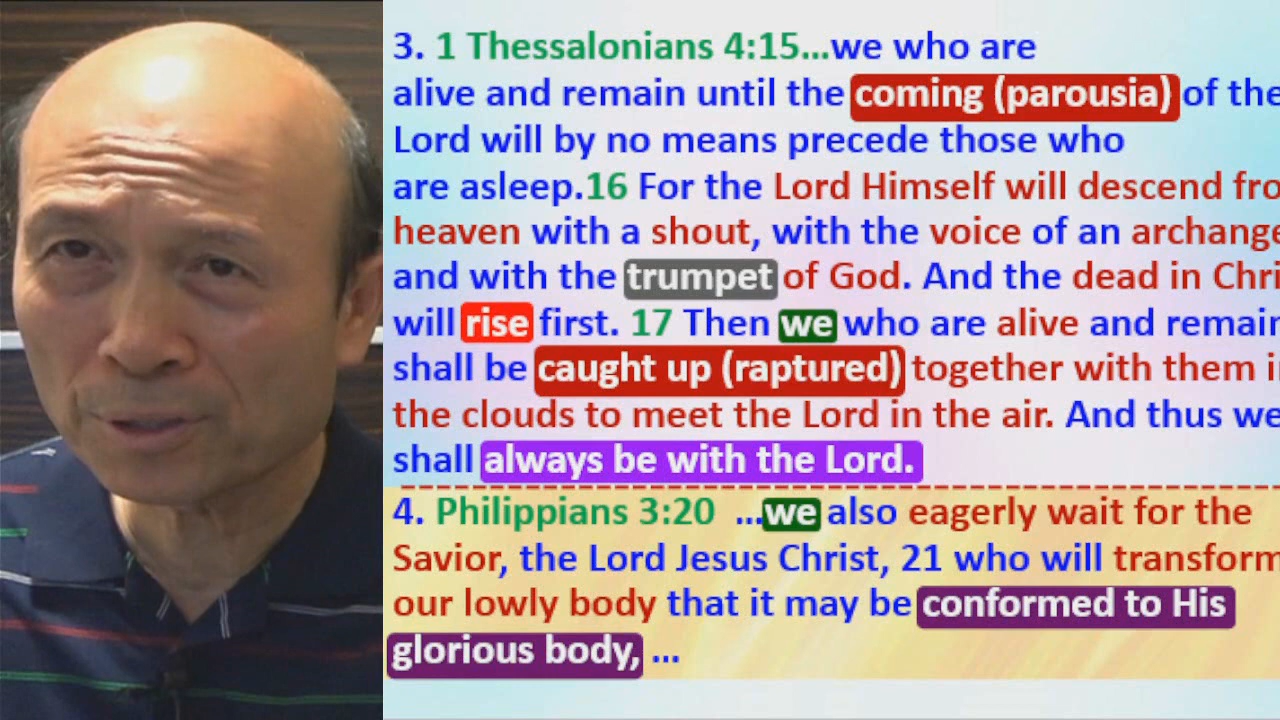 3. 1 Thessalonians 4:15...we who are
alive and remain until the coming (parousia) of the
Lord will by no means precede those who
are asleep.16 For the Lord Himself will descend fro
heaven with a shout, with the voice of an archange
and with the trumpet of God. And the dead in Chri
will rise first. 17 Then we who are alive and remain
shall be caught up (raptured) together with them i
the clouds to meet the Lord in the air. And thus we
shall always be with the Lord.
4. Philippians 3:20 ...we also eagerly wait for the
Savior, the Lord Jesus Christ, 21 who will transform
our lowly body that it may be conformed to His
glorious body, ...